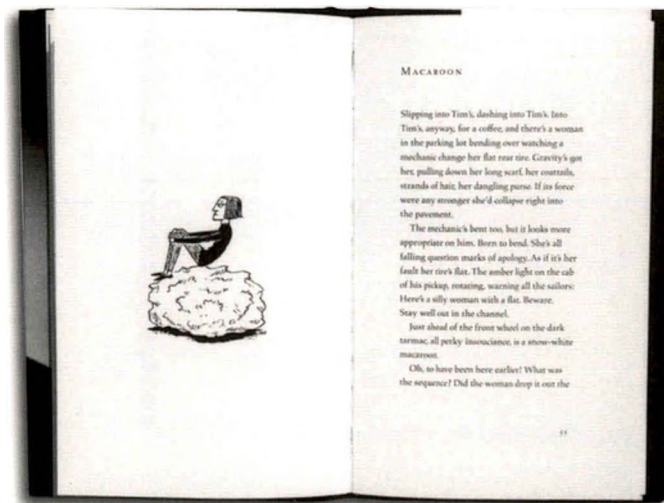 MACAROON
Slipping into Tim's, dashing into Tim's. Into
Tim's, anyway, for a coffee, and there's a woman
in the parking lot bending over watching a
mechanic change her flat rear tire. Gravity's got
her, pulling down her long scarf, her coattails,
strands of hair, her dangling purse. If its force
were any stronger she'd collapse right into
the pavement.
The mechanic's bent too, but it looks more
appropriate on him. Born to bend. She's all
falling question marks of apology. As if it's her
fault her tire's flat. The amber light on the cab
of his pickup, rotating, warning all the sailors:
Here's a silly woman with a flat. Beware.
Stay well out in the channel.
Just ahead of the front wheel on the dark
tarmac, all perky insouciance, is a snow-white
macaroon.
Oh, to have been here earlier! What was
the sequence? Did the woman drop it out the